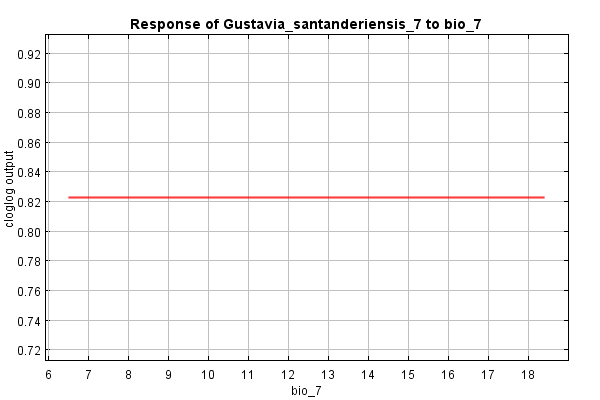 Response of Gustavia_santanderiensis_7 to bio_7
cloglog output
0.92
0.90
0.88
0.86
0.84
0.82
0.80
0.78
0.76
0.74
0.72
6 7 8 9 10 11 12 13 14 15 16 17 18
bio_7